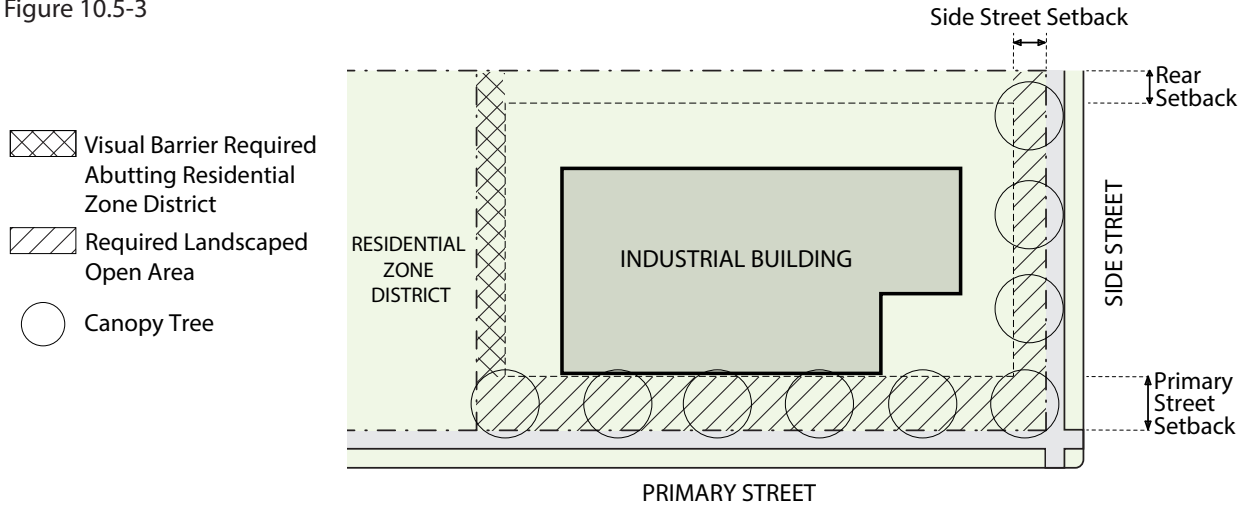 Figure 10.5-3
Side Street Setback
Rear
Setback
Visual Barrier Required
Abutting Residential
Zone District
Required Landscaped
Open Area
Canopy Tree
RESIDENTIAL
ZONE
DISTRICT
INDUSTRIAL BUILDING
SIDE STREET
Primary
Street
Setback
PRIMARY STREET